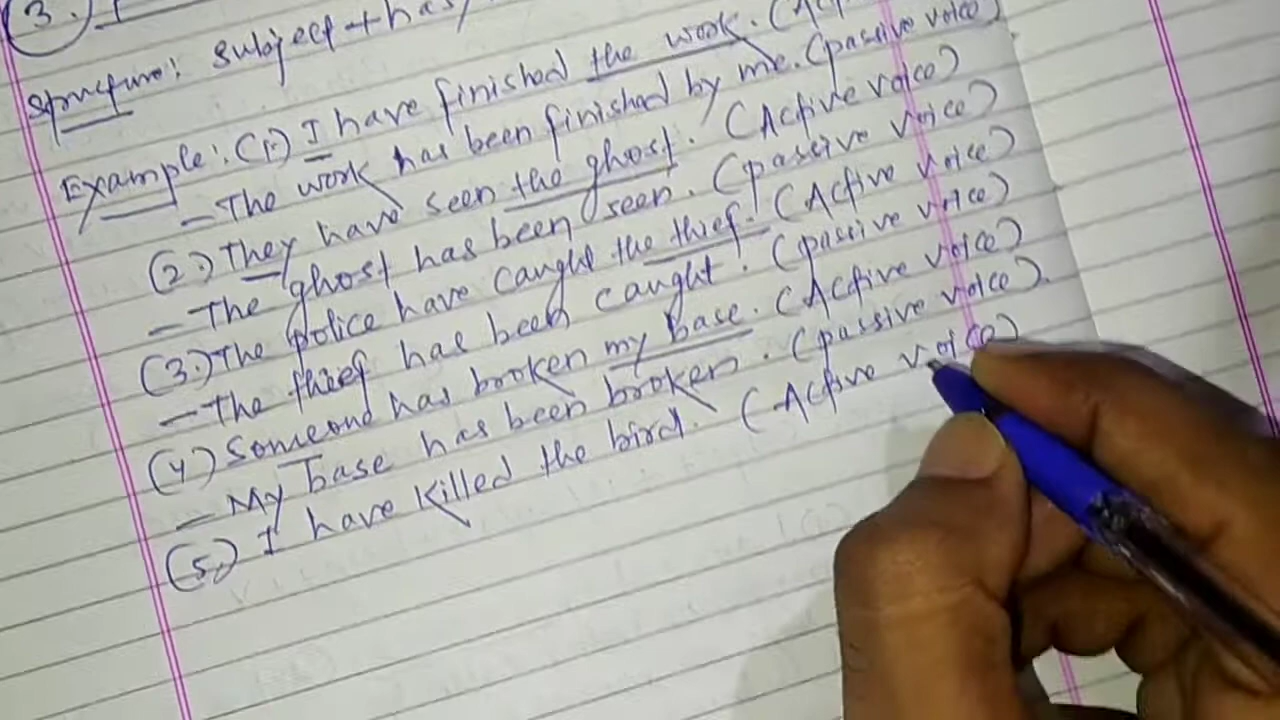 3.
Structure: Subject + has/
Example: (1.) I have finished the work. (Act
- The work has been finished by me. (passive voice)
(2.) They have seen the ghost. (Active voice)
- The ghost has been seen. (passive voice)
(3.) The police have caught the thief. (Active voice)
- The thief has been caught. (passive voice)
(4) Someone has broken my base. (Active voice)
- My base has been broken. (passive voice).
(5.) I have killed the bird. (Active voice)